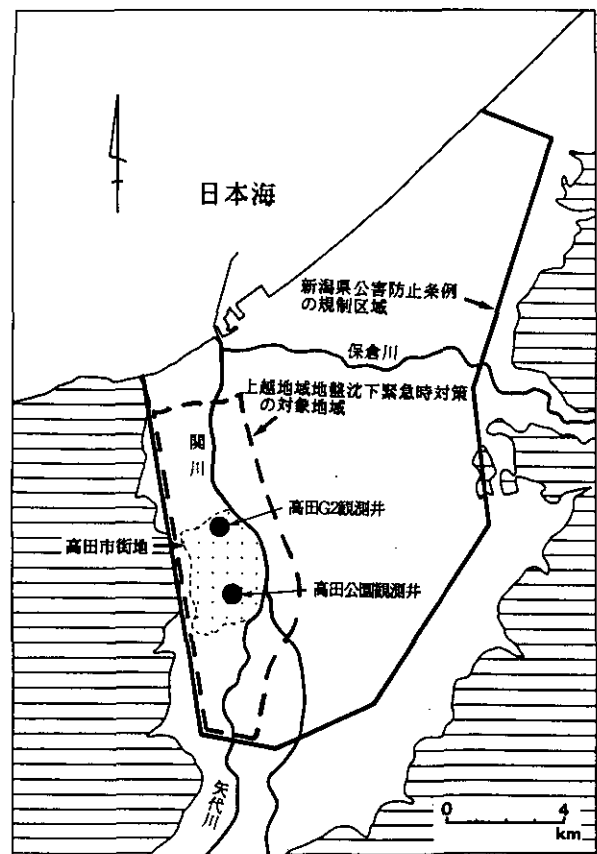 日本海
新潟県公害防止条例
の規制区域
保倉川
上越地域地盤沈下緊急時対策
の対象地域
関川
高田G2観測井
高田市街地
高田公園観測井
矢代川
0 4
km